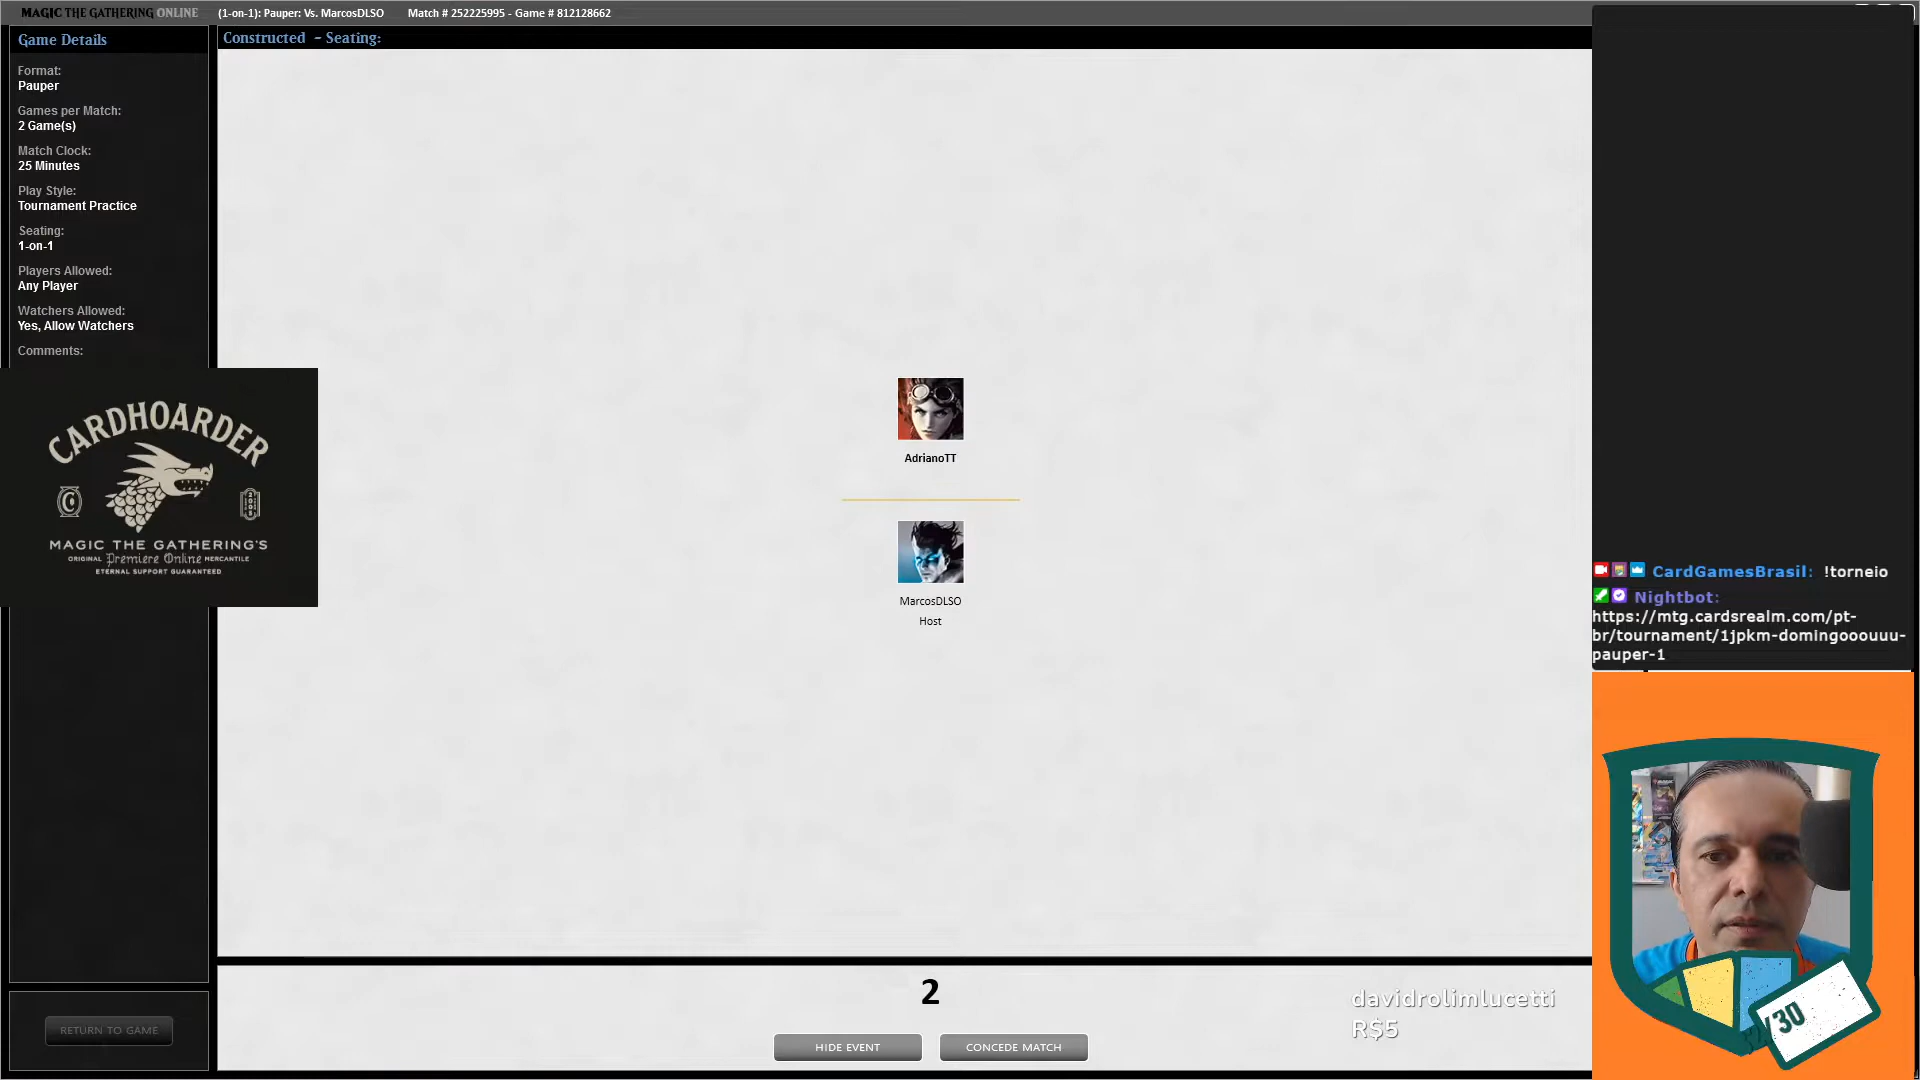 MAGIC THE GATHERING ONLINE
(1-on-1): Pauper: Vs. MarcosDLSO Match # 252225995 - Game # 812128662
Game Details
Format:
Pauper
Games per Match:
2 Game(s)
Match Clock:
25 Minutes
Play Style:
Tournament Practice
Seating:
1-on-1
Players Allowed:
Any Player
Watchers Allowed:
Yes, Allow Watchers
Comments:
CARDHOARDER
C
2005
MAGIC THE GATHERING'S
ORIGINAL Premiere Online MERCANTILE
ETERNAL SUPPORT GUARANTEED
RETURN TO GAME
Constructed - Seating:
AdrianoTT
MarcosDLSO
Host
2
HIDE EVENT
CONCEDE MATCH
davidrolimlucetti
R$5
CardGamesBrasil: !torneio
Nightbot:
https://mtg.cardsrealm.com/pt-
br/tournament/1jpkm-domingooouuu-
pauper-1
/30